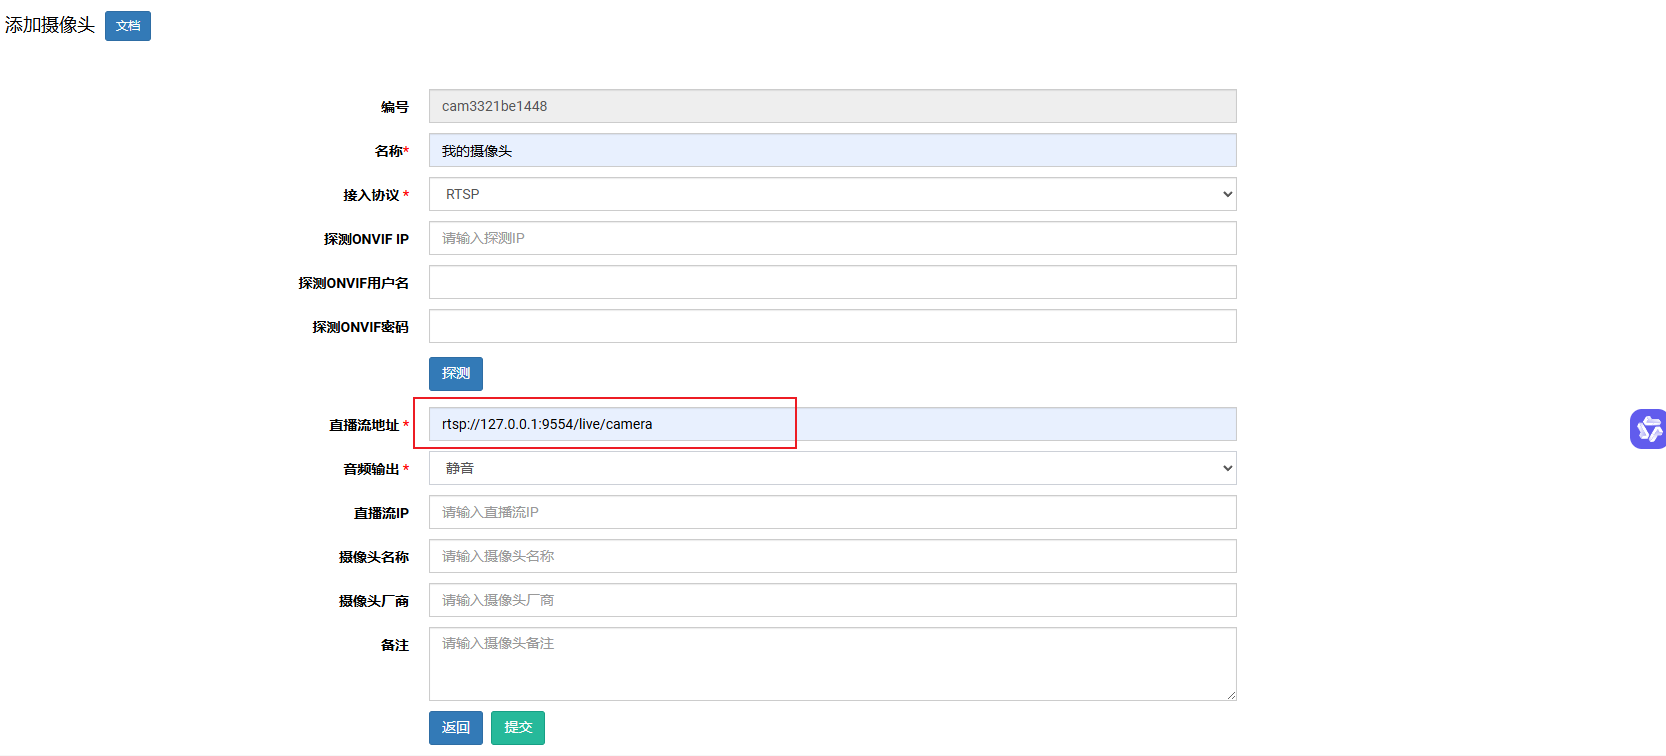 添加摄像头 文档
编号 cam3321be1448
名称* 我的摄像头
接入协议 * RTSP
探测ONVIF IP 请输入探测IP
探测ONVIF用户名
探测ONVIF密码
探测
直播流地址 * rtsp://127.0.0.1:9554/live/camera
音频输出 * 静音
直播流IP 请输入直播流IP
摄像头名称 请输入摄像头名称
摄像头厂商 请输入摄像头厂商
备注 请输入摄像头备注
返回 提交